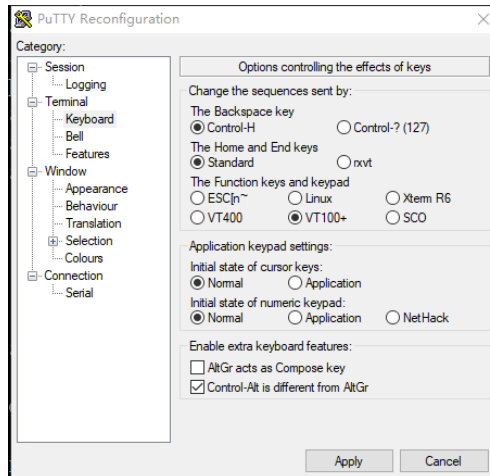 PuTTY Reconfiguration
Category:
Session
Logging
Terminal
Keyboard
Bell
Features
Window
Appearance
Behaviour
Translation
Selection
Colours
Connection
Serial
Options controlling the effects of keys
Change the sequences sent by:
The Backspace key
Control-H Control-? (127)
The Home and End keys
Standard rxvt
The Function keys and keypad
ESC[n~ Linux Xterm R6
VT400 VT100+ SCO
Application keypad settings:
Initial state of cursor keys:
Normal Application
Initial state of numeric keypad:
Normal Application NetHack
Enable extra keyboard features:
AltGr acts as Compose key
Control-Alt is different from AltGr
Apply Cancel